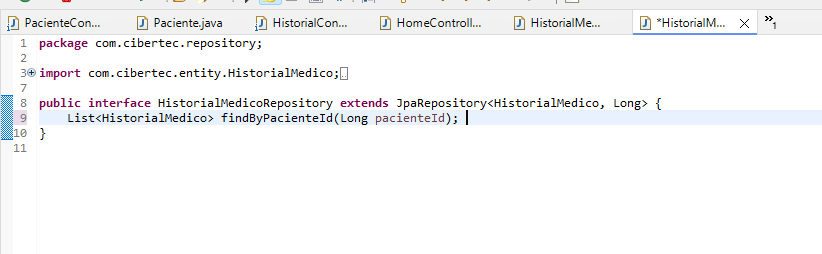 PacienteCon... Paciente.java HistorialCon... HomeControll... HistorialMe... *HistorialM... »1
1 package com.cibertec.repository;
2
3 import com.cibertec.entity.HistorialMedico;
7
8 public interface HistorialMedicoRepository extends JpaRepository<HistorialMedico, Long> {
9 List<HistorialMedico> findByPacienteId(Long pacienteId);
10 }
11